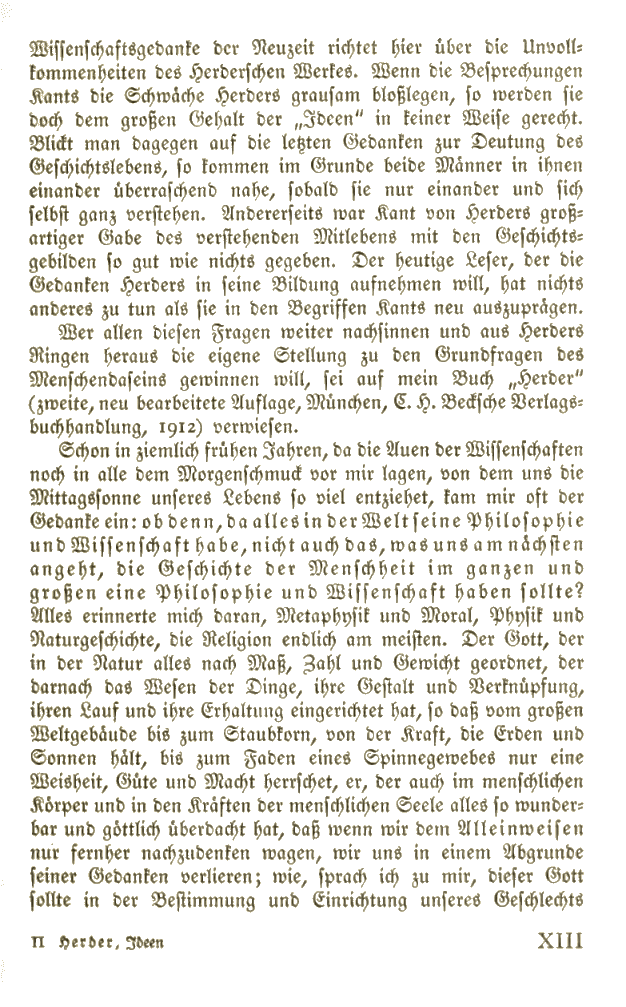 Wissenschaftsgedanke der Neuzeit richtet hier über die Unvoll-
kommenheiten des Herderschen Werkes. Wenn die Besprechungen
Kants die Schwäche Herders grausam bloßlegen, so werden sie
doch dem großen Gehalt der „Ideen“ in keiner Weise gerecht.
Blickt man dagegen auf die letzten Gedanken zur Deutung des
Geschichtslebens, so kommen im Grunde beide Männer in ihnen
einander überraschend nahe, sobald sie nur einander und sich
selbst ganz verstehen. Andererseits war Kant von Herders groß-
artiger Gabe des verstehenden Mitlebens mit den Geschichts-
gebilden so gut wie nichts gegeben. Der heutige Leser, der die
Gedanken Herders in seine Bildung aufnehmen will, hat nichts
anderes zu tun als sie in den Begriffen Kants neu auszuprägen.
Wer allen diesen Fragen weiter nachsinnen und aus Herders
Ringen heraus die eigene Stellung zu den Grundfragen des
Menschendaseins gewinnen will, sei auf mein Buch „Herder“
(zweite, neu bearbeitete Auflage, München, C. H. Becksche Verlags-
buchhandlung, 1912) verwiesen.
Schon in ziemlich frühen Jahren, da die Auen der Wissenschaften
noch in alle dem Morgenschmuck vor mir lagen, von dem uns die
Mittagssonne unseres Lebens so viel entziehet, kam mir oft der
Gedanke ein: ob denn, da alles in der Welt seine Philosophie
und Wissenschaft habe, nicht auch das, was uns am nächsten
angeht, die Geschichte der Menschheit im ganzen und
großen eine Philosophie und Wissenschaft haben sollte?
Alles erinnerte mich daran, Metaphysik und Moral, Physik und
Naturgeschichte, die Religion endlich am meisten. Der Gott, der
in der Natur alles nach Maß, Zahl und Gewicht geordnet, der
darnach das Wesen der Dinge, ihre Gestalt und Verknüpfung,
ihren Lauf und ihre Erhaltung eingerichtet hat, so daß vom großen
Weltgebäude bis zum Staubkorn, von der Kraft, die Erden und
Sonnen hält, bis zum Faden eines Spinnegewebes nur eine
Weisheit, Güte und Macht herrschet, er, der auch im menschlichen
Körper und in den Kräften der menschlichen Seele alles so wunder-
bar und göttlich überdacht hat, daß wenn wir dem Alleinweisen
nur fernher nachzudenken wagen, wir uns in einem Abgrunde
seiner Gedanken verlieren; wie, sprach ich zu mir, dieser Gott
sollte in der Bestimmung und Einrichtung unseres Geschlechts
II Herder, Ideen XIII